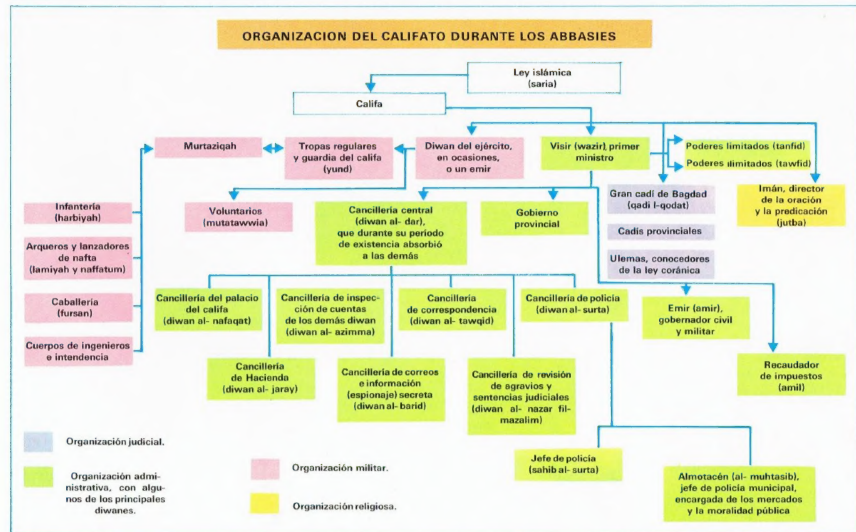 ORGANIZACION DEL CALIFATO DURANTE LOS ABBASIES
Ley islámica
(saria)
Califa
Murtaziqah
Tropas regulares
y guardia del califa
(yund)
Diwan del ejército,
en ocasiones,
o un emir
Visir (wazir), primer
ministro
Poderes limitados (tanfid)
Poderes ilimitados (tawfid)
Infantería
(harbiyah)
Arqueros y lanzadores
de nafta
(lamiyah y naffatum)
Caballería
(fursan)
Cuerpos de ingenieros
e intendencia
Voluntarios
(mutatawwia)
Cancillería central
(diwan al- dar),
que durante su periodo
de existencia absorbió
a las demás
Gobierno
provincial
Gran cadí de Bagdad
(qadi l-qodat)
Cadís provinciales
Ulemas, conocedores
de la ley coránica
Imán, director
de la oración
y la predicación
(jutba)
Cancillería del palacio
del califa
(diwan al- nafaqat)
Cancillería de inspec-
ción de cuentas
de los demás diwan
(diwan al- azimma)
Cancillería
de correspondencia
(diwan al- tawqid)
Cancillería de policía
(diwan al- surta)
Emir (amir),
gobernador civil
y militar
Recaudador
de impuestos
(amil)
Cancillería
de Hacienda
(diwan al- jaray)
Cancillería de correos
e información
(espionaje) secreta
(diwan al- barid)
Cancillería de revisión
de agravios y
sentencias judiciales
(diwan al- nazar fil-
mazalim)
Jefe de policía
(sahib al- surta)
Almotacén (al- muhtasib),
jefe de policía municipal,
encargada de los mercados
y la moralidad pública
Organización judicial.
Organización admi-
nistrativa, con algu-
nos de los principales
diwanes.
Organización militar.
Organización religiosa.